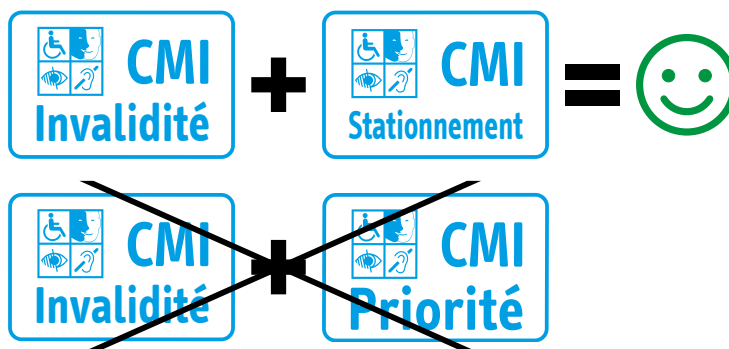 CMI
Invalidité
+
CMI
Stationnement
=
CMI
Invalidité
+
CMI
Priorité